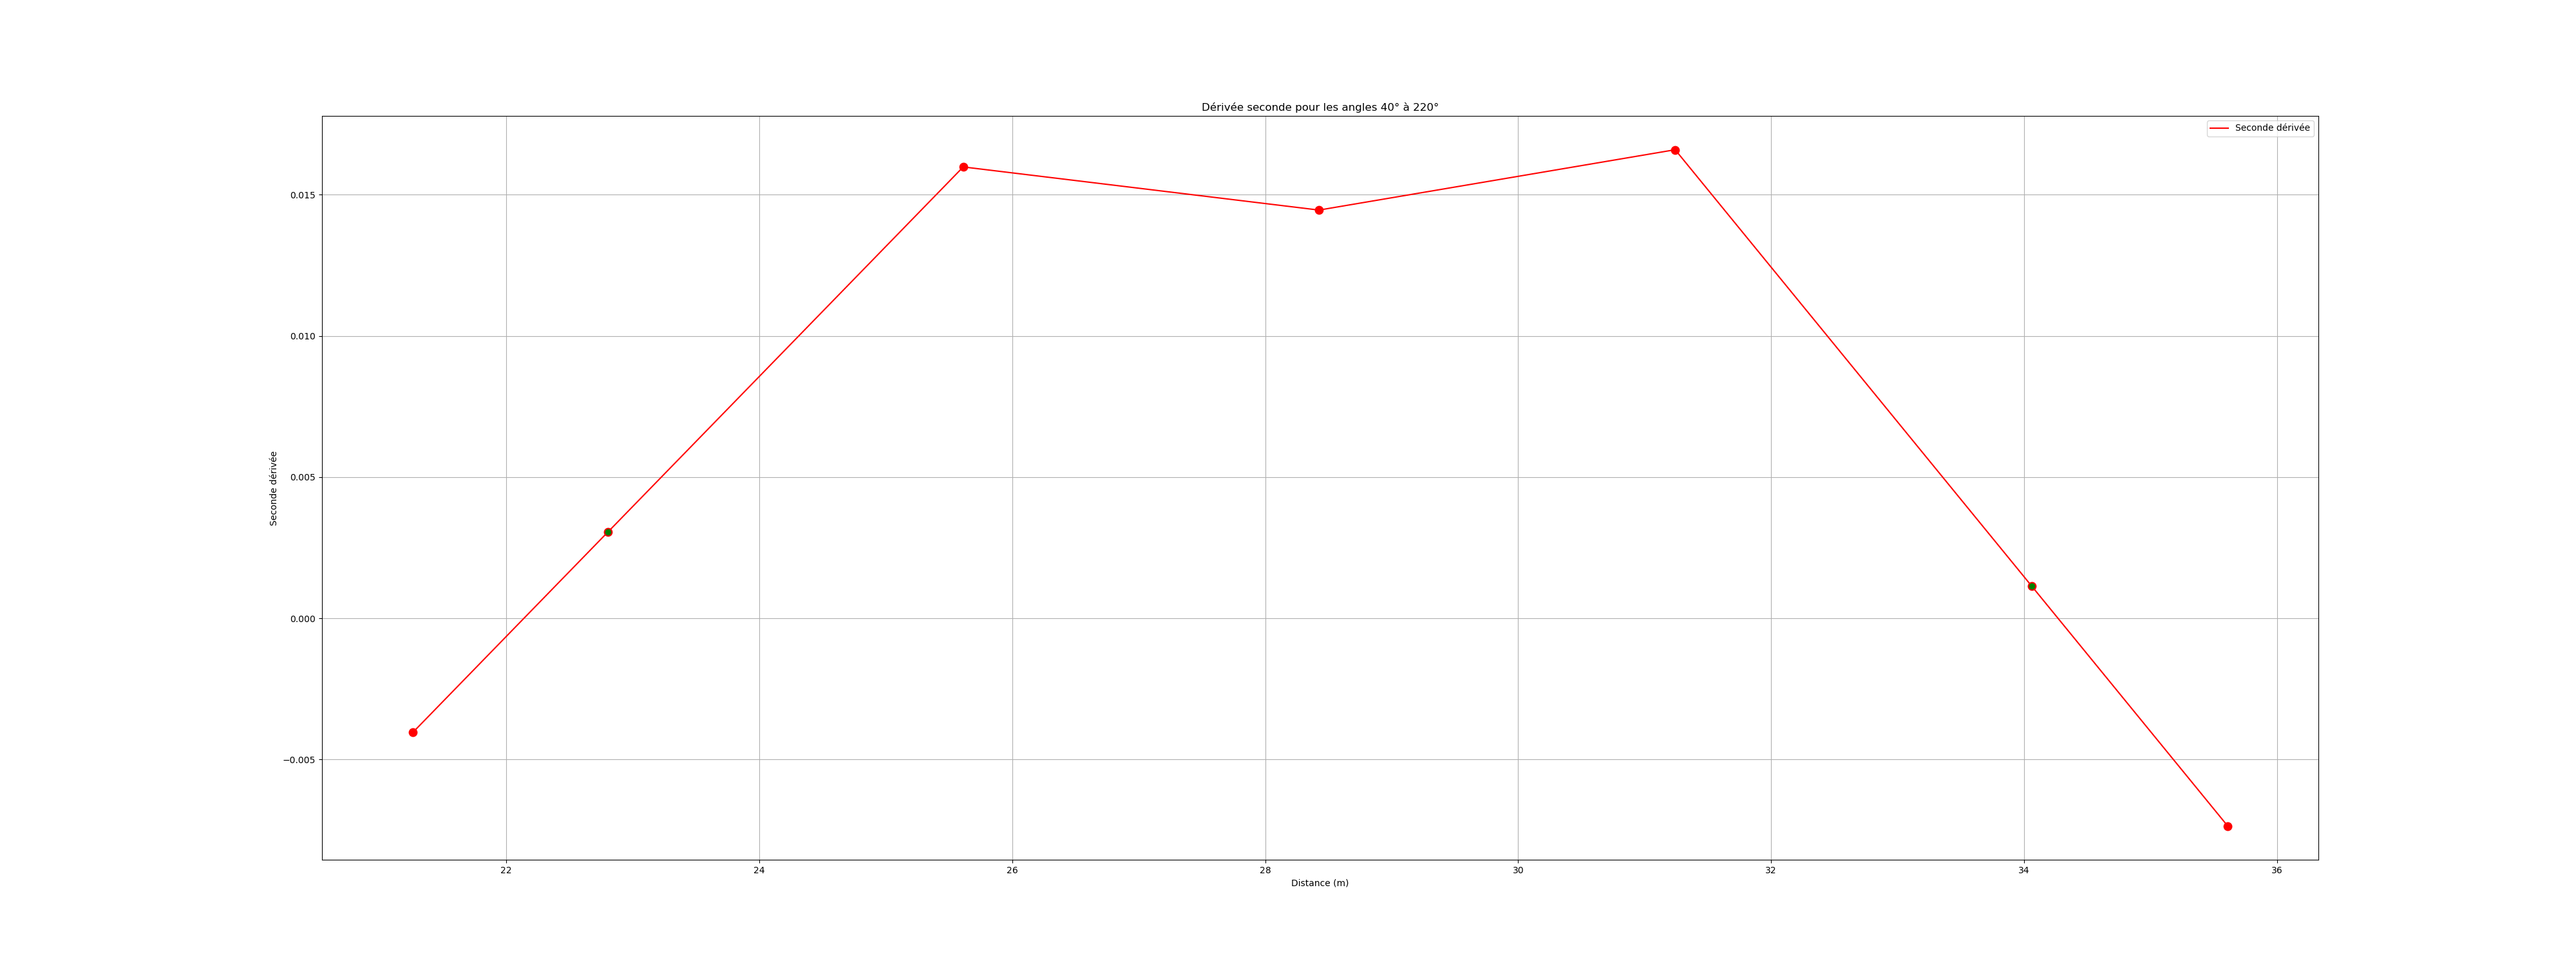 Dérivée seconde pour les angles 40° à 220°
Seconde dérivée
0.015
0.010
0.005
0.000
−0.005
Seconde dérivée
22 24 26 28 30 32 34 36
Distance (m)